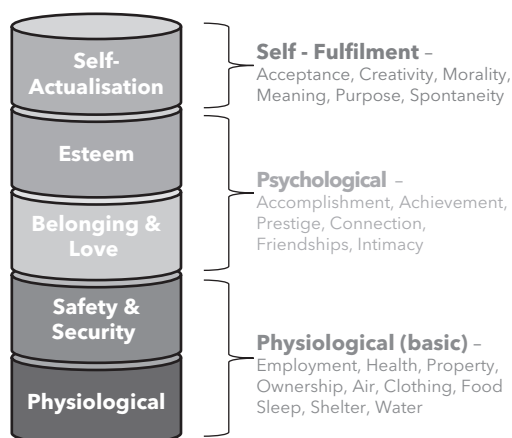 Self-
Actualisation
Esteem
Belonging &
Love
Safety &
Security
Physiological
Self - Fulfilment –
Acceptance, Creativity, Morality,
Meaning, Purpose, Spontaneity
Psychological –
Accomplishment, Achievement,
Prestige, Connection,
Friendships, Intimacy
Physiological (basic) –
Employment, Health, Property,
Ownership, Air, Clothing, Food
Sleep, Shelter, Water